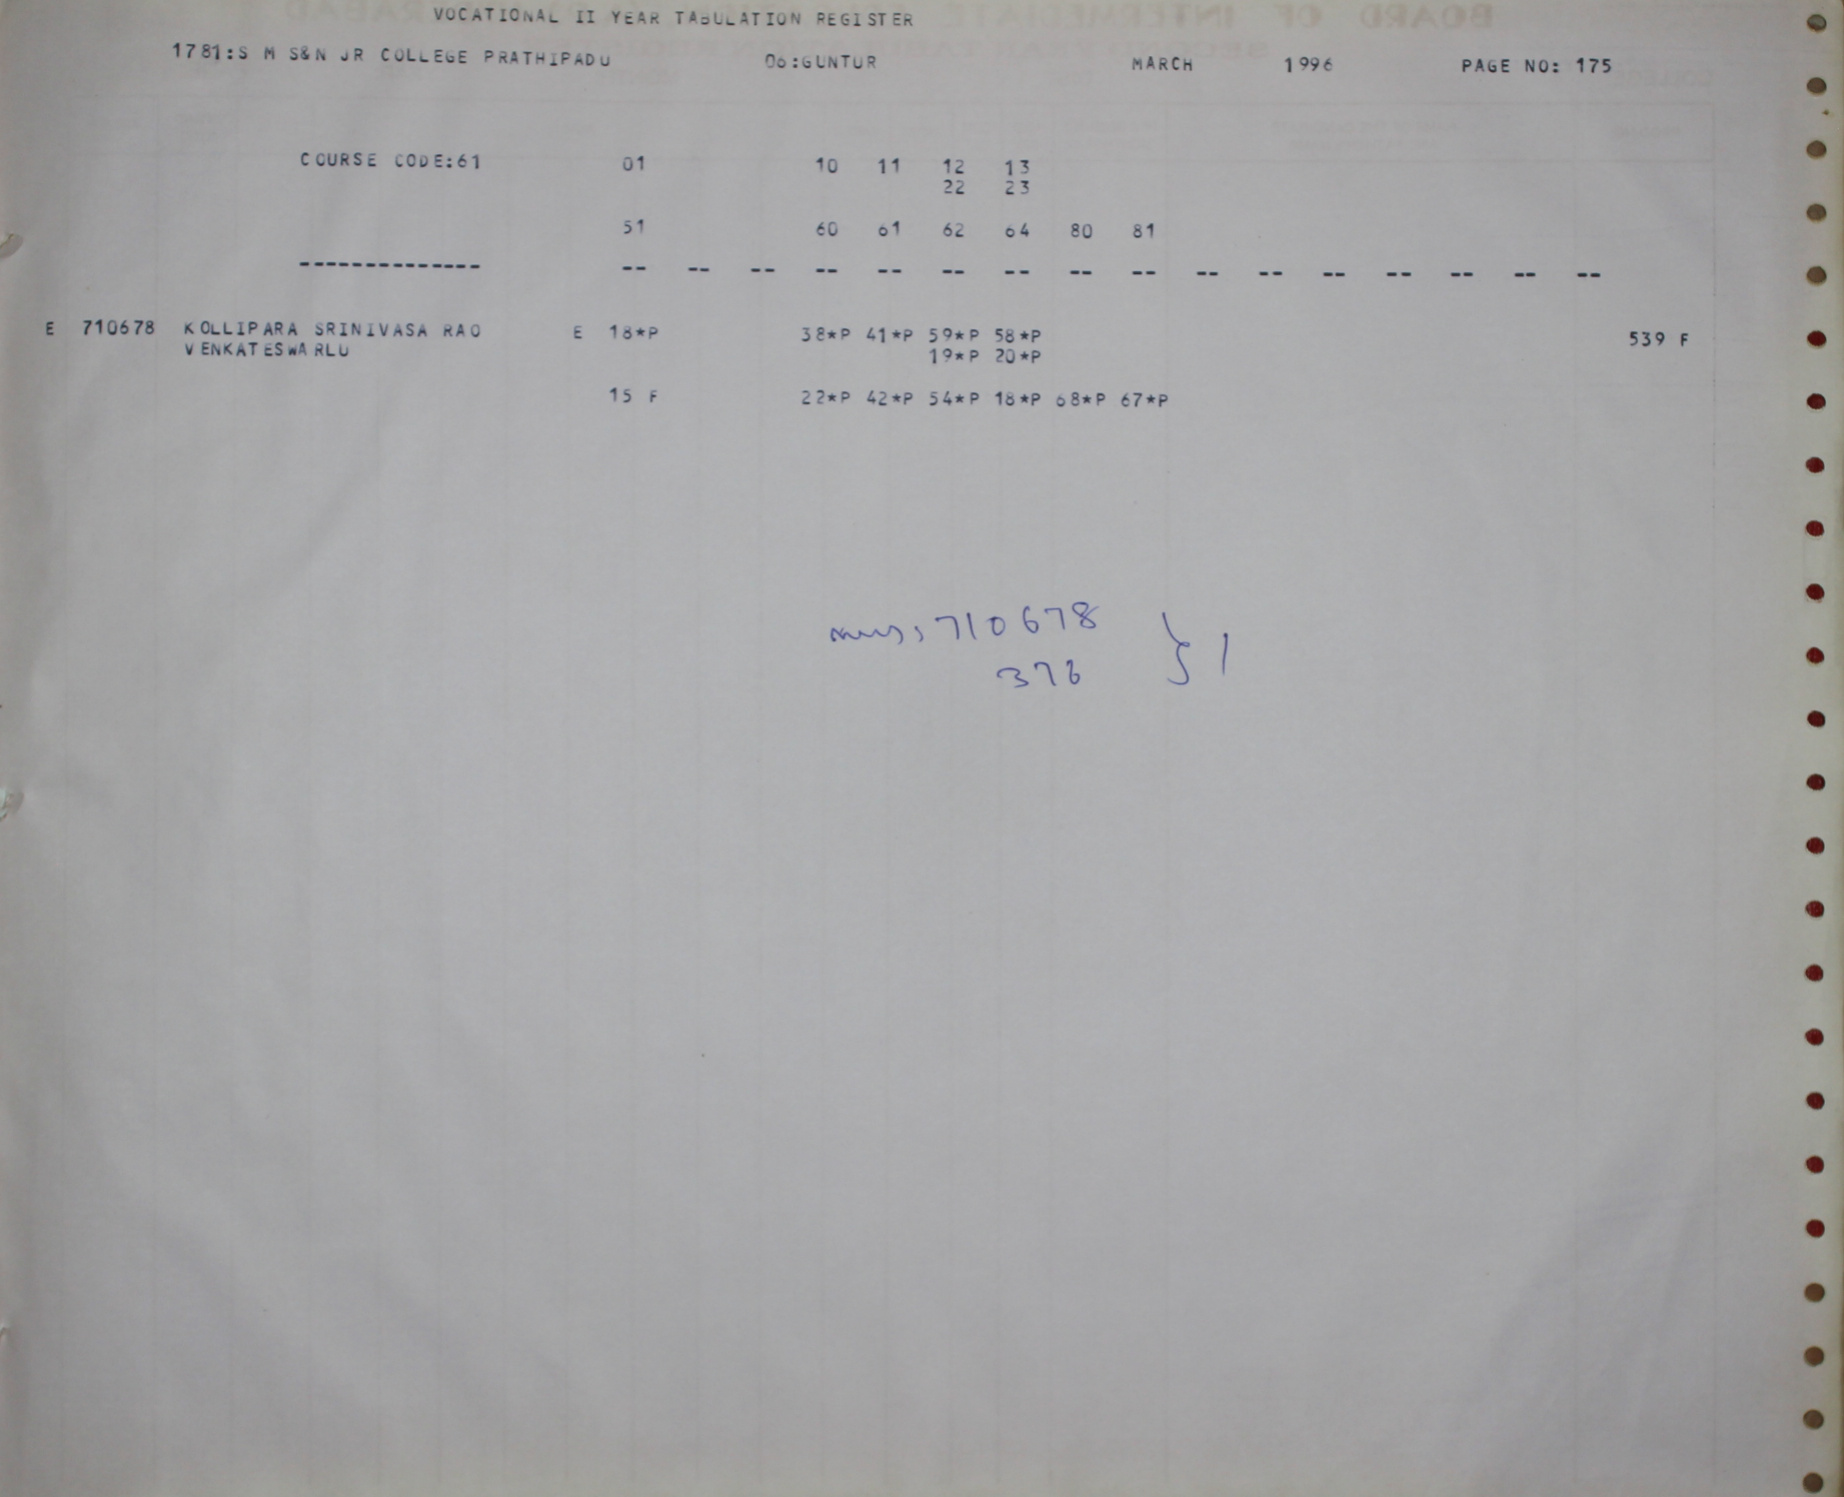 VOCATIONAL II YEAR TABULATION REGISTER
1781:S M S&N JR COLLEGE PRATHIPADU 06:GUNTUR MARCH 1996 PAGE NO: 175
COURSE CODE:61 01 10 11 12 13
22 23
51 60 61 62 64 80 81
-------------- -- -- -- -- -- -- -- -- -- -- -- -- -- -- -- --
E 710678 KOLLIPARA SRINIVASA RAO E 18*P 38*P 41*P 59*P 58*P 539 F
VENKATESWARLU 19*P 20*P
15 F 22*P 42*P 54*P 18*P 68*P 67*P
710678 } 1